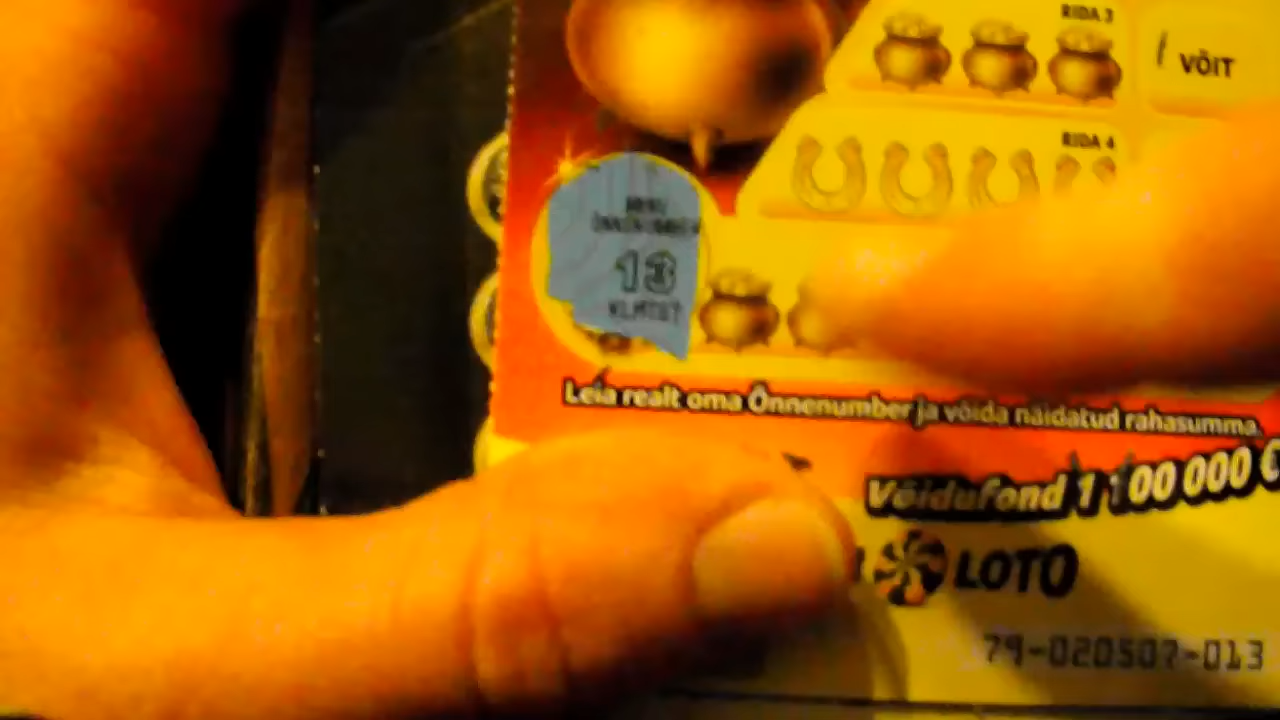 RIDA 3
VÕIT
RIDA 4
13
Leia realt oma Õnnenumber ja võida näidatud rahasumma.
Võidufond 1 100 000 €
LOTO
79-020507-013